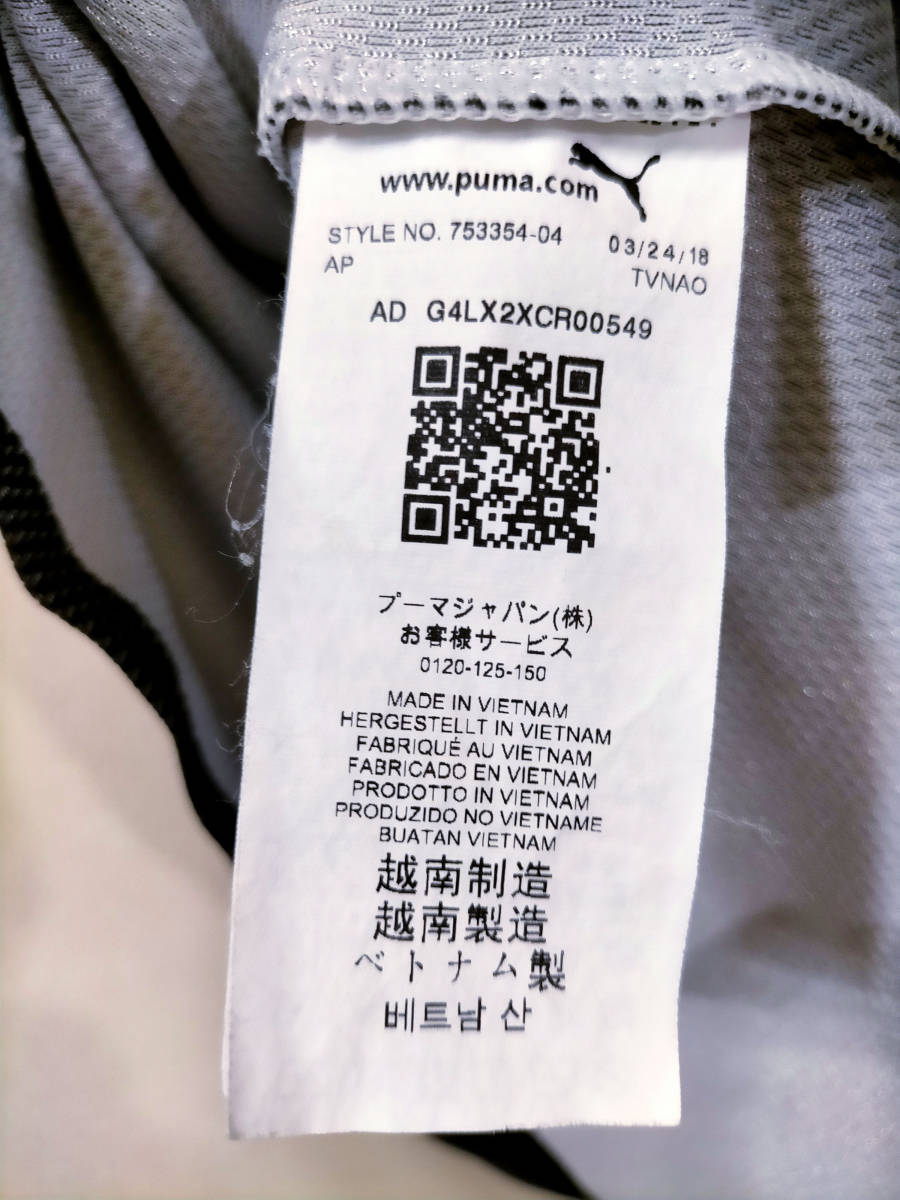 www.puma.com
STYLE NO. 753354-04 03/24/18
AP TVNAO
AD G4LX2XCR00549
プーマジャパン(株)
お客様サービス
0120-125-150
MADE IN VIETNAM
HERGESTELLT IN VIETNAM
FABRIQUÉ AU VIETNAM
FABRICADO EN VIETNAM
PRODOTTO IN VIETNAM
PRODUZIDO NO VIETNAME
BUATAN VIETNAM
越南制造
越南製造
ベトナム製
베트남 산